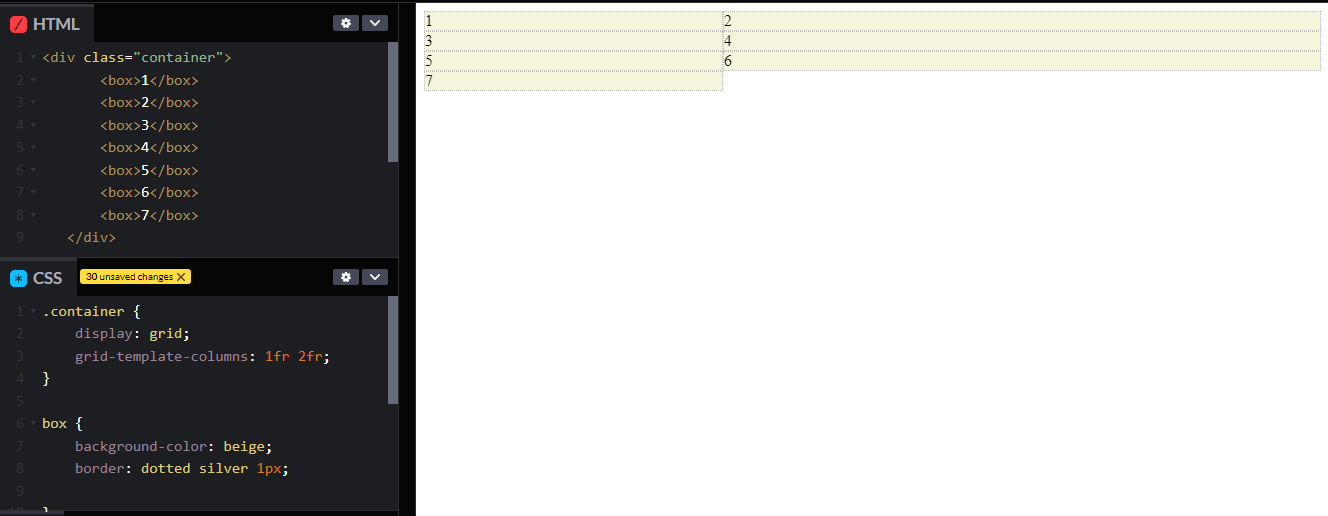 HTML
1 <div class="container">
2 <box>1</box>
3 <box>2</box>
4 <box>3</box>
5 <box>4</box>
6 <box>5</box>
7 <box>6</box>
8 <box>7</box>
9 </div>
CSS 30 unsaved changes X
1 .container {
2 display: grid;
3 grid-template-columns: 1fr 2fr;
4 }
5
6 box {
7 background-color: beige;
8 border: dotted silver 1px;
9
1 2
3 4
5 6
7